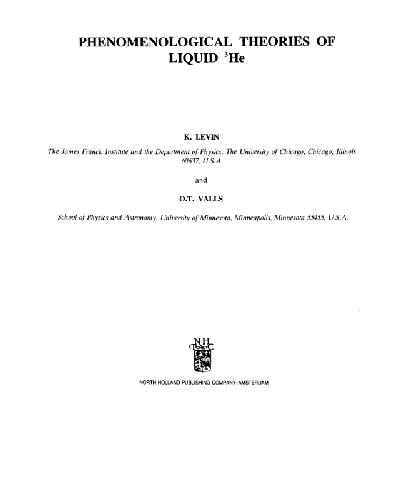 PHENOMENOLOGICAL THEORIES OF
LIQUID ³He
K. LEVIN
The James Franck Institute and the Department of Physics, The University of Chicago, Chicago, Illinois
60637, U.S.A.
and
O.T. VALLS
School of Physics and Astronomy, University of Minnesota, Minneapolis, Minnesota 55455, U.S.A.
NH
NORTH HOLLAND PUBLISHING COMPANY-AMSTERDAM